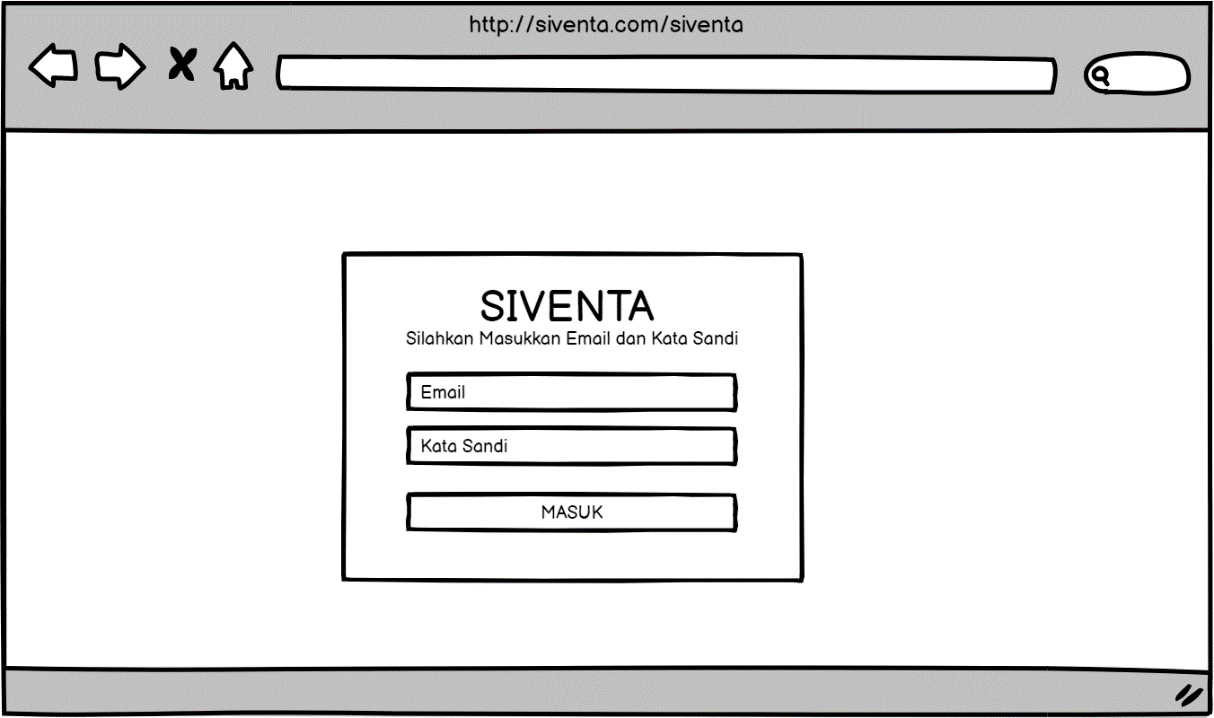 http://siventa.com/siventa
SIVENTA
Silahkan Masukkan Email dan Kata Sandi
Email
Kata Sandi
MASUK